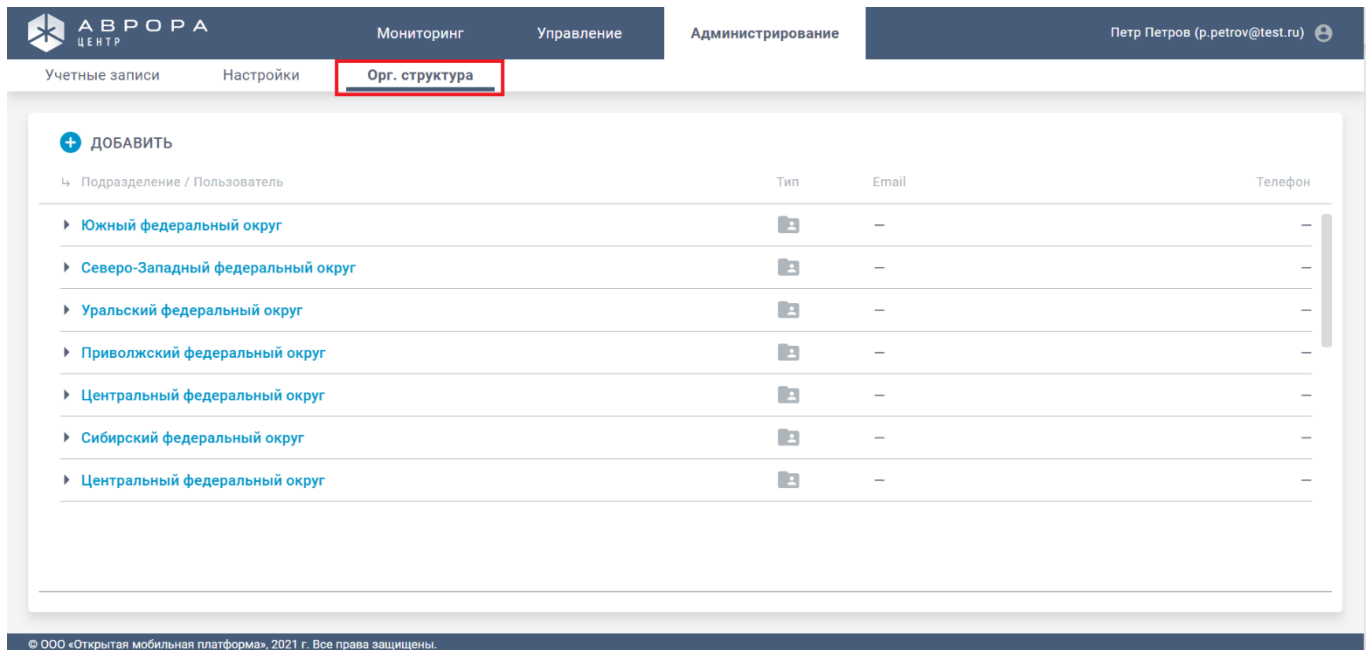 АВРОРА
ЦЕНТР
Мониторинг Управление Администрирование Петр Петров (p.petrov@test.ru)
Учетные записи Настройки Орг. структура
ДОБАВИТЬ
Подразделение / Пользователь Тип Email Телефон
Южный федеральный округ — —
Северо-Западный федеральный округ — —
Уральский федеральный округ — —
Приволжский федеральный округ — —
Центральный федеральный округ — —
Сибирский федеральный округ — —
Центральный федеральный округ — —
© ООО «Открытая мобильная платформа», 2021 г. Все права защищены.